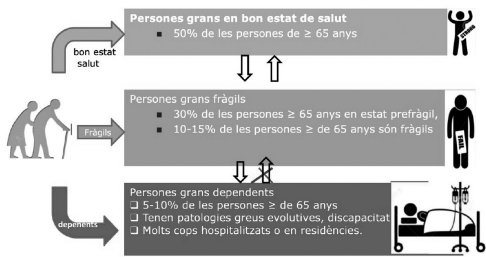 Persones grans en bon estat de salut
▪ 50% de les persones de ≥ 65 anys
bon estat
salut
Persones grans fràgils
▪ 30% de les persones ≥ 65 anys en estat prefràgil,
▪ 10-15% de les persones ≥ de 65 anys són fràgils
Fràgils
FRAIL
Persones grans dependents
❑ 5-10% de les persones ≥ de 65 anys
❑ Tenen patologies greus evolutives, discapacitat
❑ Molts cops hospitalitzats o en residències.
depenents